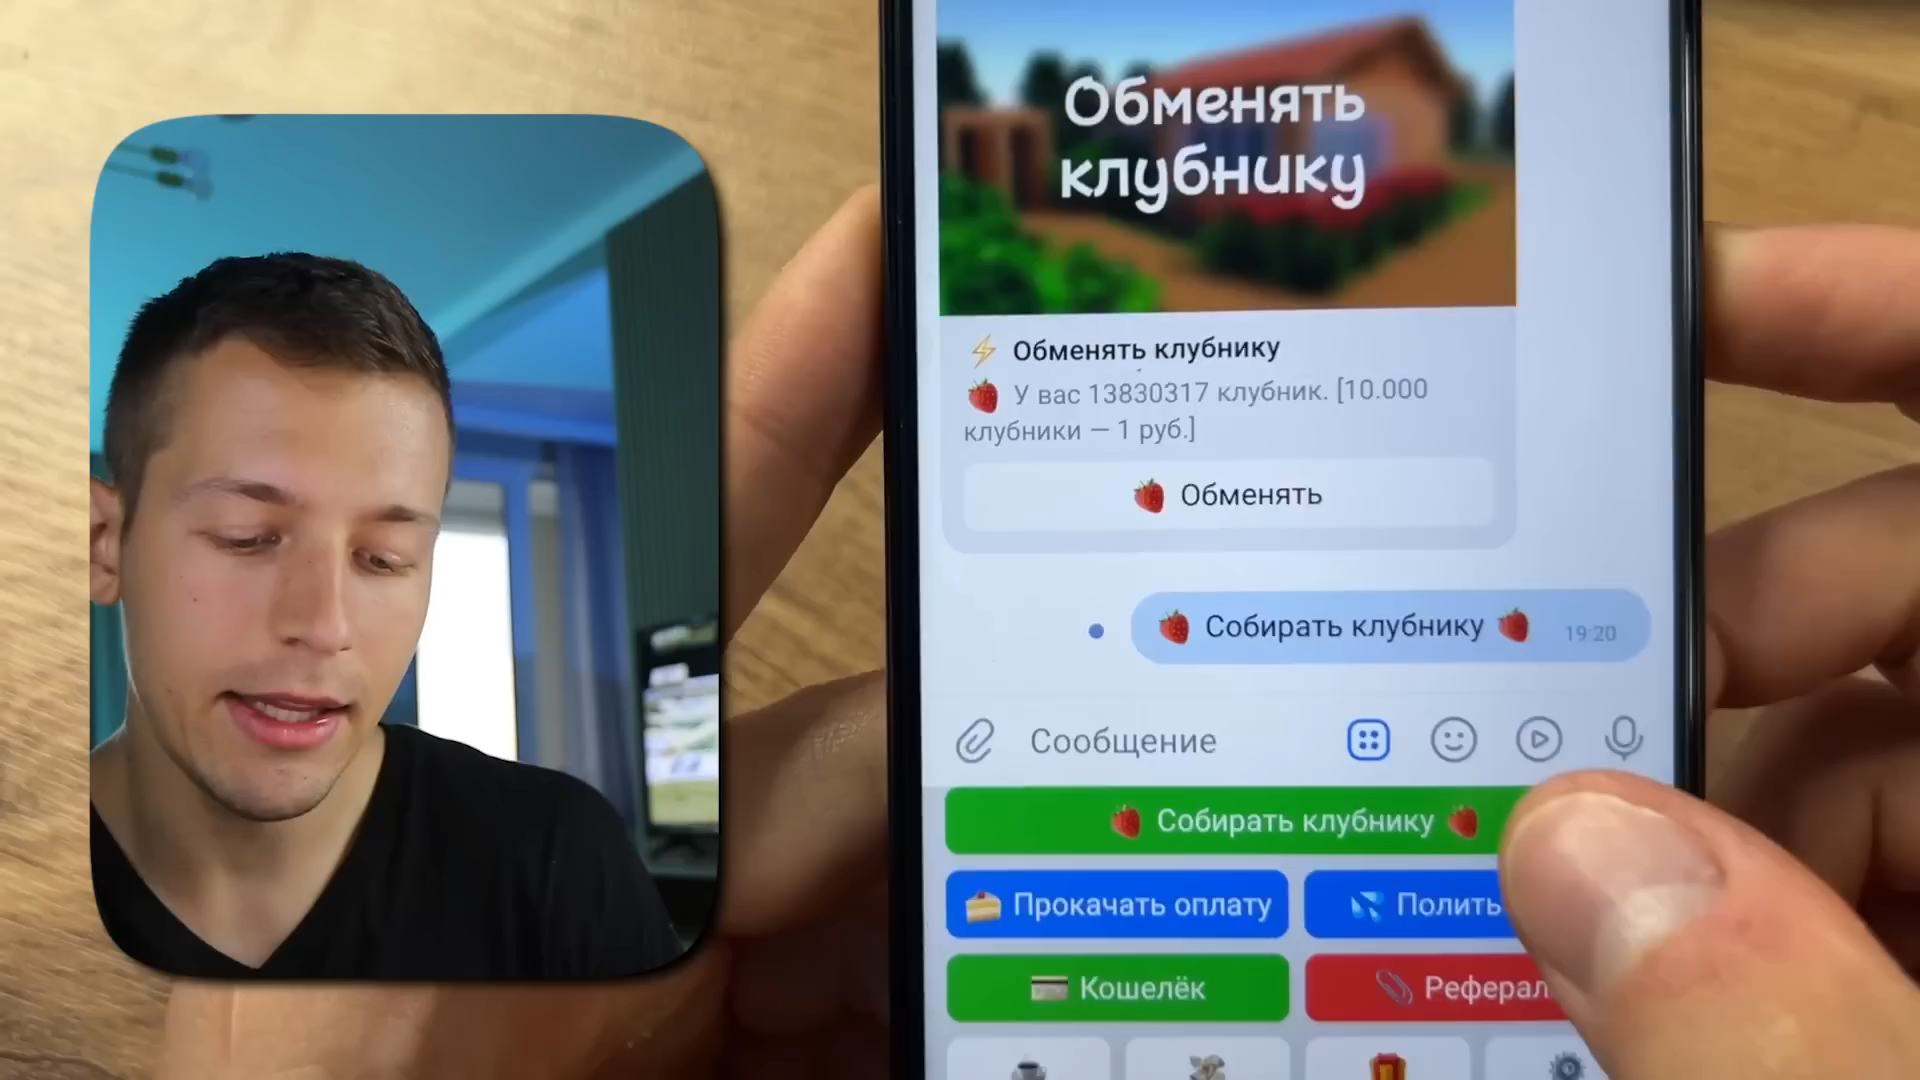 Обменять
клубнику
⚡ Обменять клубнику
🍓 У вас 13830317 клубник. [10.000
клубники — 1 руб.]
🍓 Обменять
🍓 Собирать клубнику 🍓 19:20
Сообщение
🍓 Собирать клубнику 🍓
🍰 Прокачать оплату
💦 Полить
💳 Кошелёк
📎 Реферал